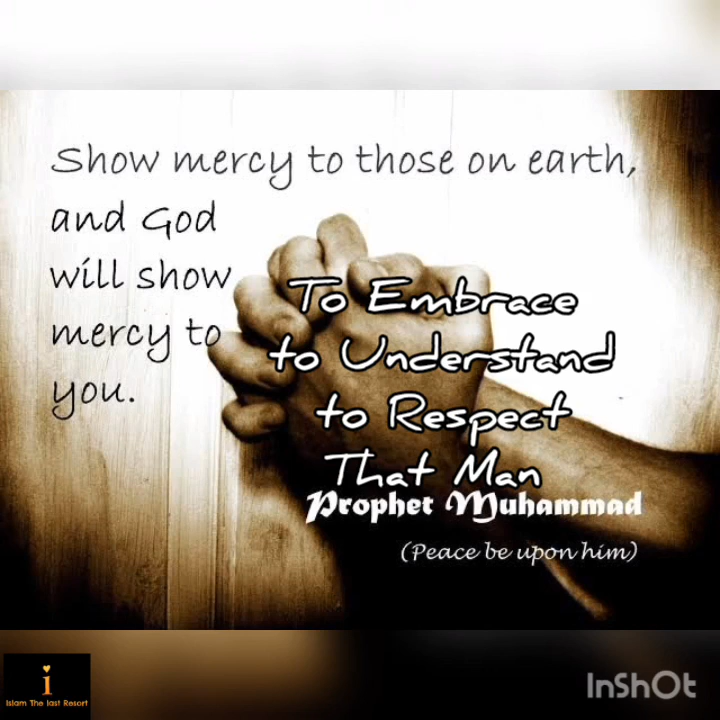 Show mercy to those on earth,
and God
will show
mercy to
you.
To Embrace
to Understand
to Respect
That Man
Prophet Muhammad
(Peace be upon him)
i
Islam The last Resort
InShOt